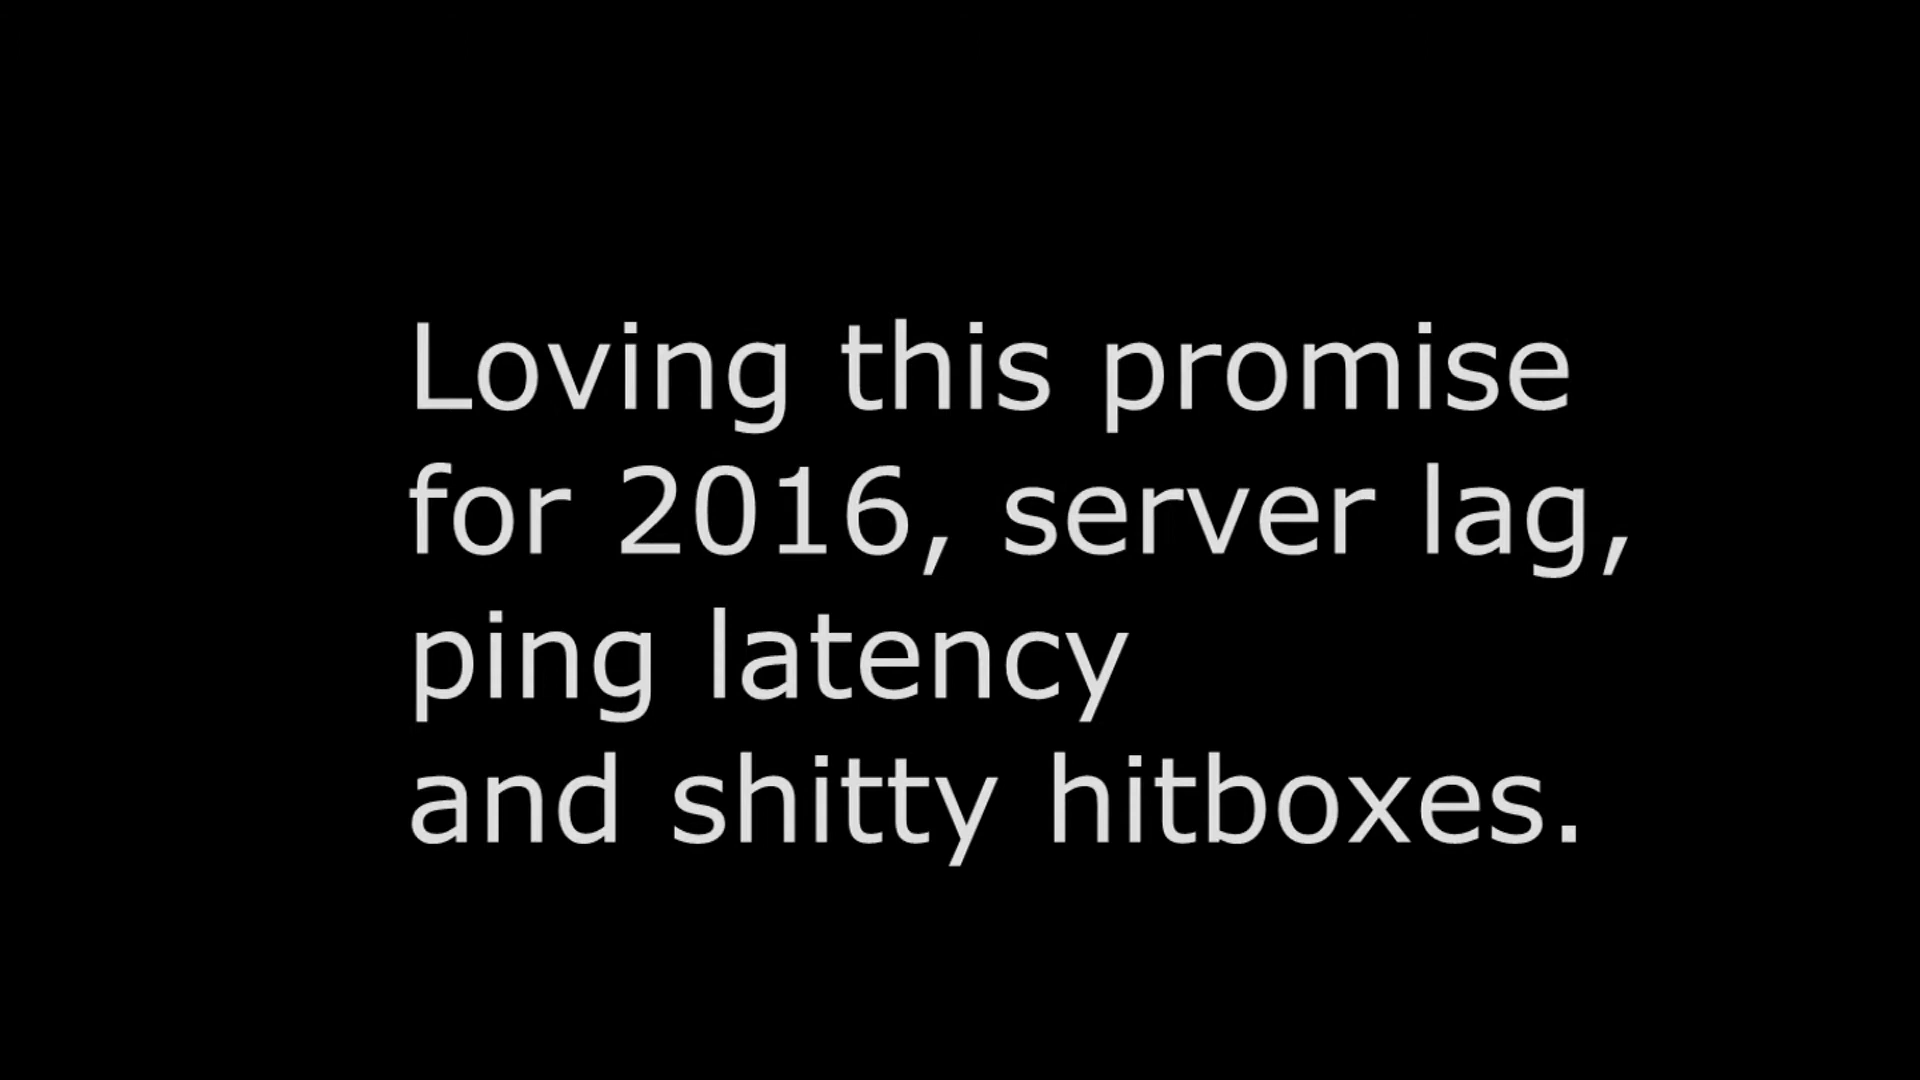 Loving this promise
for 2016, server lag,
ping latency
and shitty hitboxes.